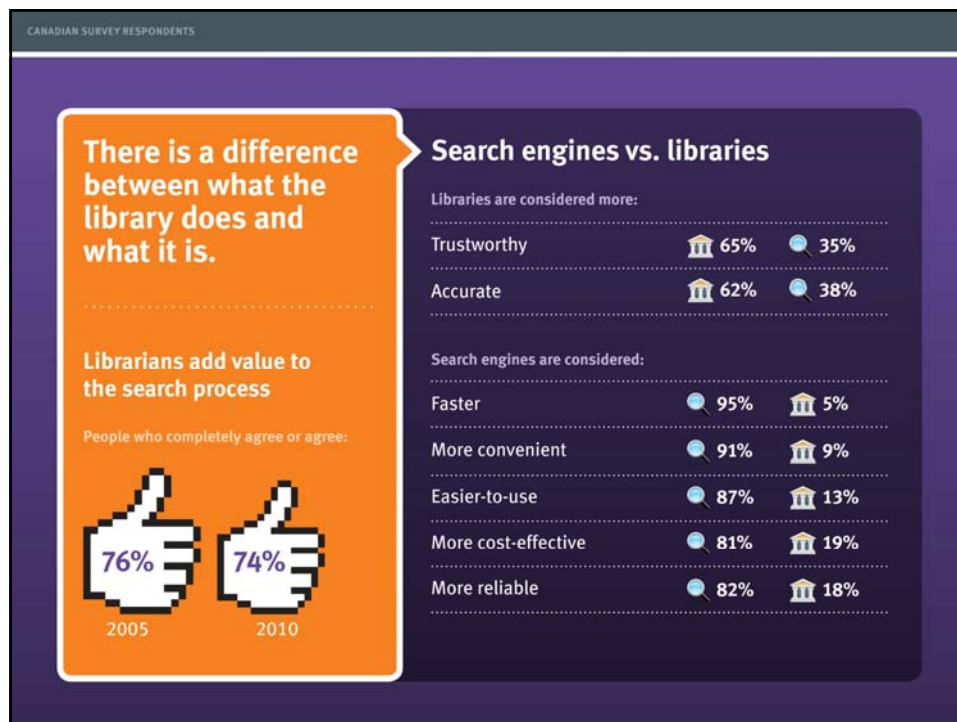 CANADIAN SURVEY RESPONDENTS
There is a difference
between what the
library does and
what it is.
Librarians add value to
the search process
People who completely agree or agree:
76%
74%
2005
2010
Search engines vs. libraries
Libraries are considered more:
Trustworthy 65% 35%
Accurate 62% 38%
Search engines are considered:
Faster 95% 5%
More convenient 91% 9%
Easier-to-use 87% 13%
More cost-effective 81% 19%
More reliable 82% 18%